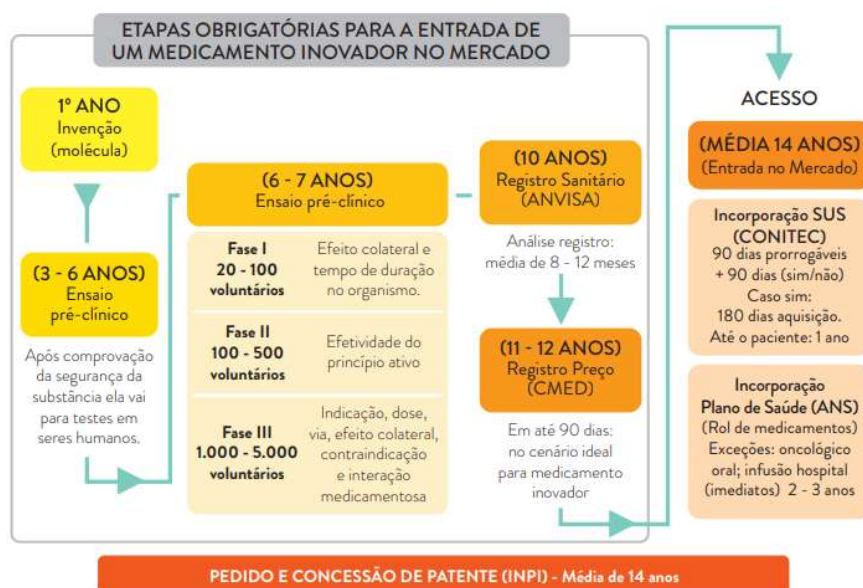 ETAPAS OBRIGATÓRIAS PARA A ENTRADA DE
UM MEDICAMENTO INOVADOR NO MERCADO
1º ANO
Invenção
(molécula)
(3 - 6 ANOS)
Ensaio
pré-clínico
Após comprovação
da segurança da
substância ela vai
para testes em
seres humanos.
(6 - 7 ANOS)
Ensaio pré-clínico
Fase I
20 - 100
voluntários
Efeito colateral e
tempo de duração
no organismo.
Fase II
100 - 500
voluntários
Efetividade do
princípio ativo
Fase III
1.000 - 5.000
voluntários
Indicação, dose,
via, efeito colateral,
contraindicação
e interação
medicamentosa
(10 ANOS)
Registro Sanitário
(ANVISA)
Análise registro:
média de 8 - 12 meses
(11 - 12 ANOS)
Registro Preço
(CMED)
Em até 90 dias:
no cenário ideal
para medicamento
inovador
ACESSO
(MÉDIA 14 ANOS)
(Entrada no Mercado)
Incorporação SUS
(CONITEC)
90 dias prorrogáveis
+ 90 dias (sim/não)
Caso sim:
180 dias aquisição.
Até o paciente: 1 ano
Incorporação
Plano de Saúde (ANS)
(Rol de medicamentos)
Exceções: oncológico
oral; infusão hospital
(imediatos) 2 - 3 anos
PEDIDO E CONCESSÃO DE PATENTE (INPI) - Média de 14 anos